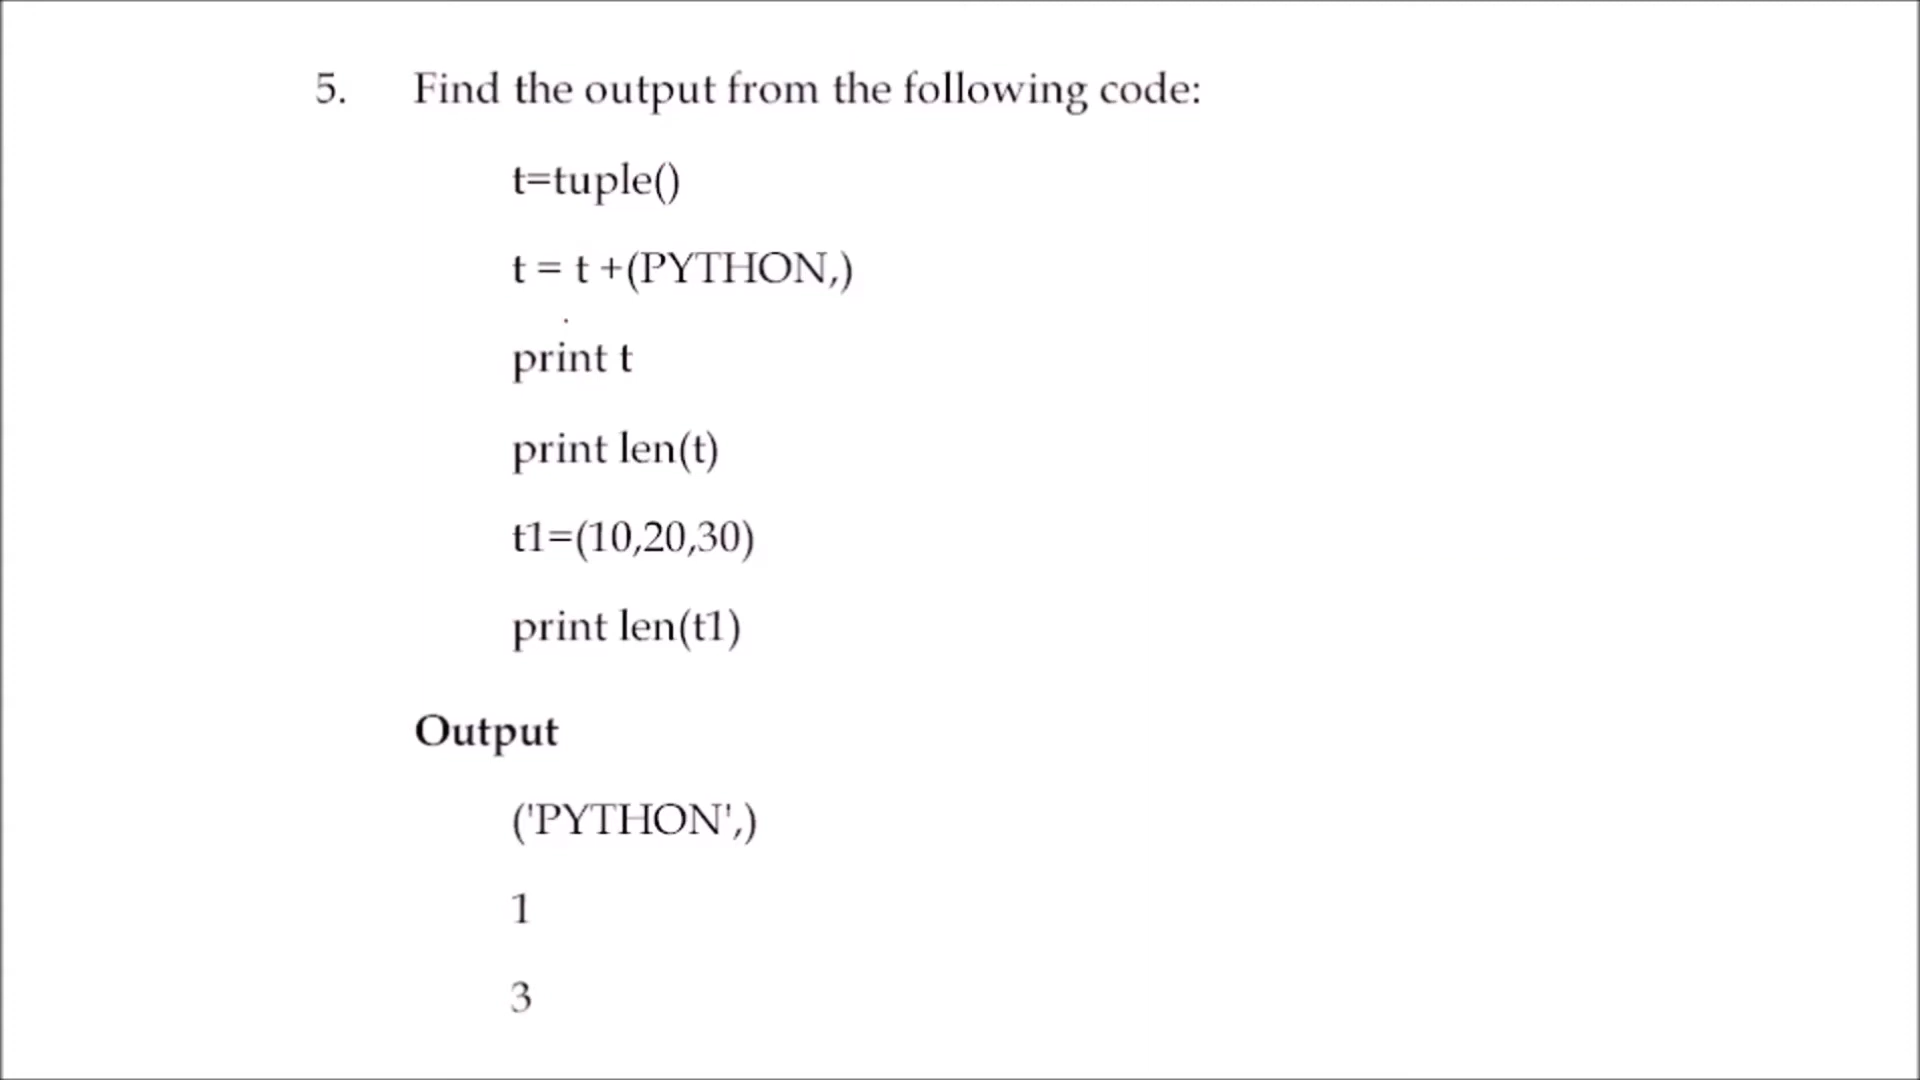 5. Find the output from the following code:
t=tuple()
t = t +(PYTHON,)
print t
print len(t)
t1=(10,20,30)
print len(t1)
Output
('PYTHON',)
1
3